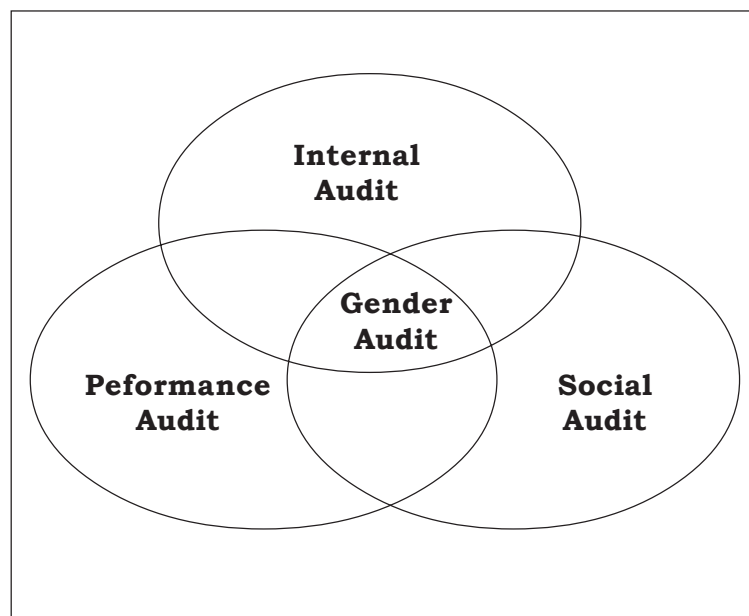 Internal
Audit
Gender
Audit
Peformance
Audit
Social
Audit